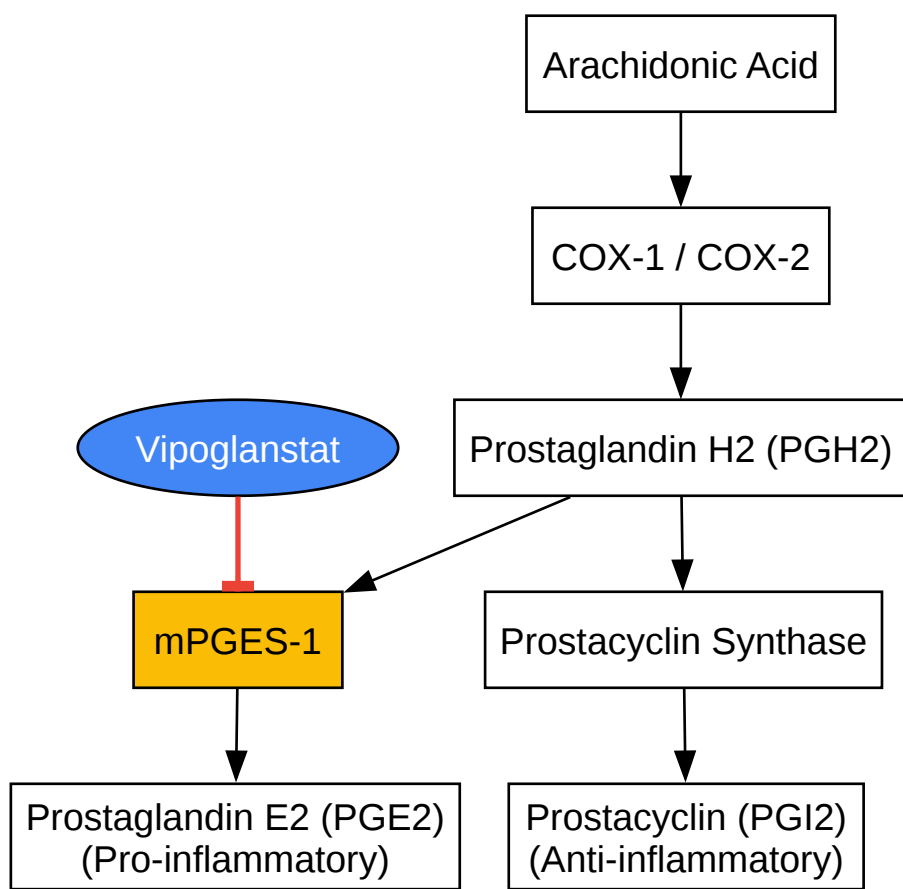 Arachidonic Acid
COX-1 / COX-2
Vipoglanstat
Prostaglandin H2 (PGH2)
mPGES-1
Prostacyclin Synthase
Prostaglandin E2 (PGE2)
(Pro-inflammatory)
Prostacyclin (PGI2)
(Anti-inflammatory)